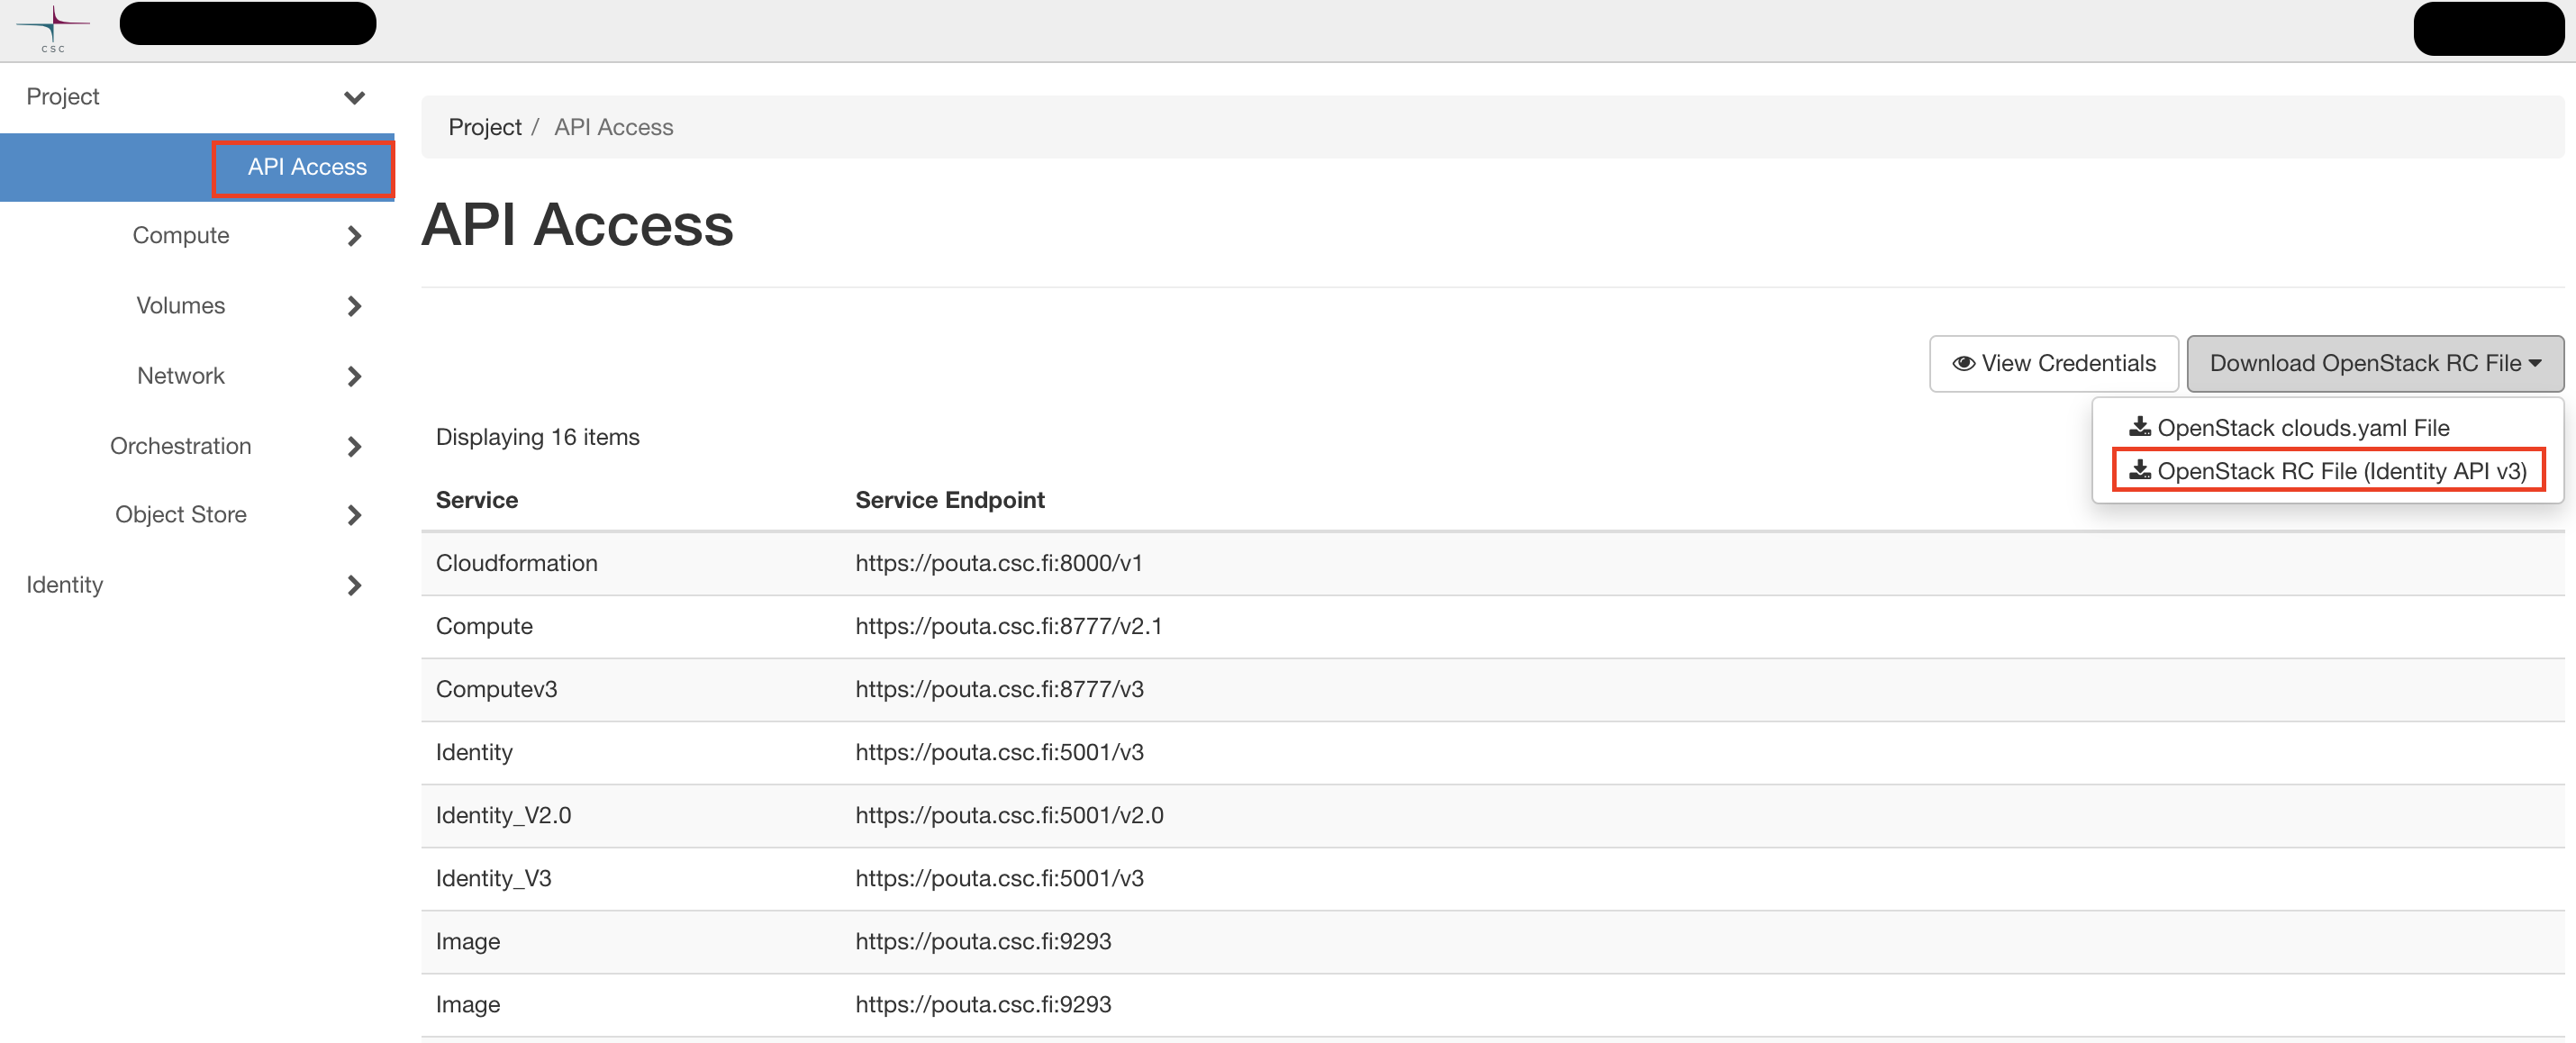 CSC
Project
API Access
Compute
Volumes
Network
Orchestration
Object Store
Identity
Project / API Access
API Access
View Credentials
Download OpenStack RC File
OpenStack clouds.yaml File
OpenStack RC File (Identity API v3)
Displaying 16 items
Service Service Endpoint
Cloudformation https://pouta.csc.fi:8000/v1
Compute https://pouta.csc.fi:8777/v2.1
Computev3 https://pouta.csc.fi:8777/v3
Identity https://pouta.csc.fi:5001/v3
Identity_V2.0 https://pouta.csc.fi:5001/v2.0
Identity_V3 https://pouta.csc.fi:5001/v3
Image https://pouta.csc.fi:9293
Image https://pouta.csc.fi:9293